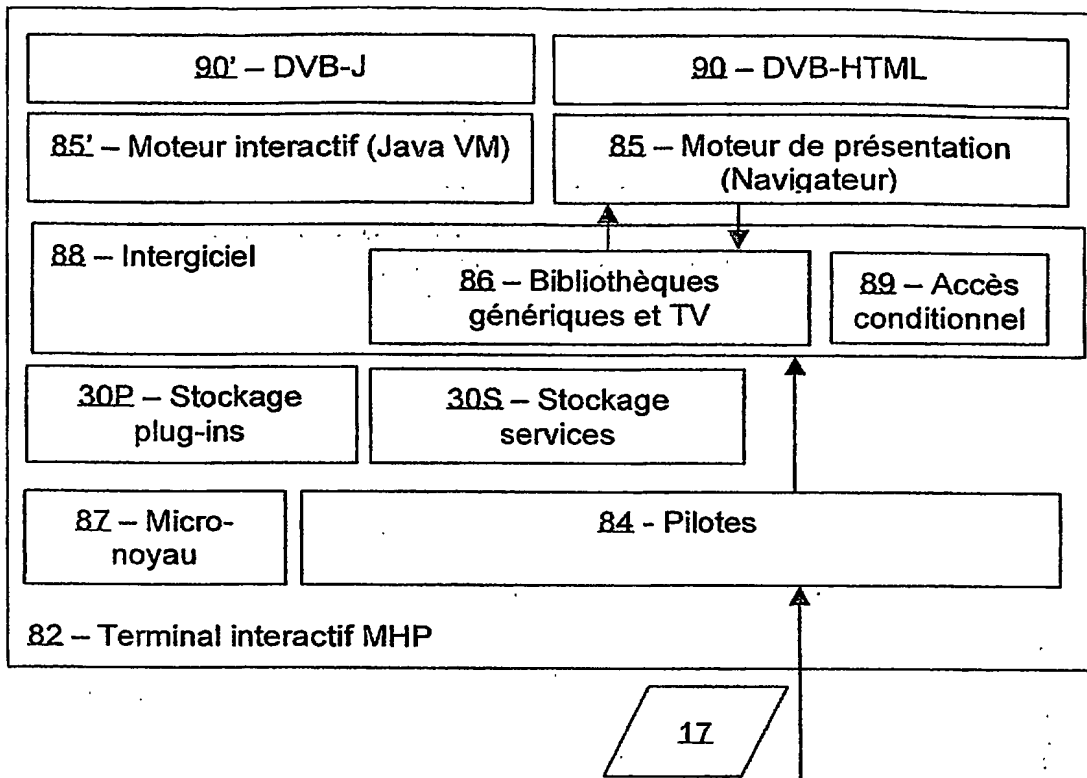 90' – DVB-J
90 – DVB-HTML
85' – Moteur interactif (Java VM)
85 – Moteur de présentation
(Navigateur)
88 – Intergiciel
86 – Bibliothèques
génériques et TV
89 – Accès
conditionnel
30P – Stockage
plug-ins
30S – Stockage
services
87 – Micro-
noyau
84 - Pilotes
82 – Terminal interactif MHP
17